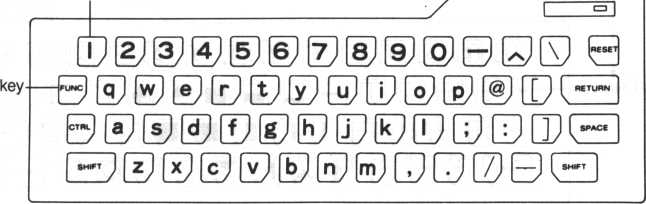 1 2 3 4 5 6 7 8 9 0 — ^ \ RESET
key FUNC q w e r t y u i o p @ [ RETURN
CTRL a s d f g h j k l ; : ] SPACE
SHIFT z x c v b n m , . / — SHIFT